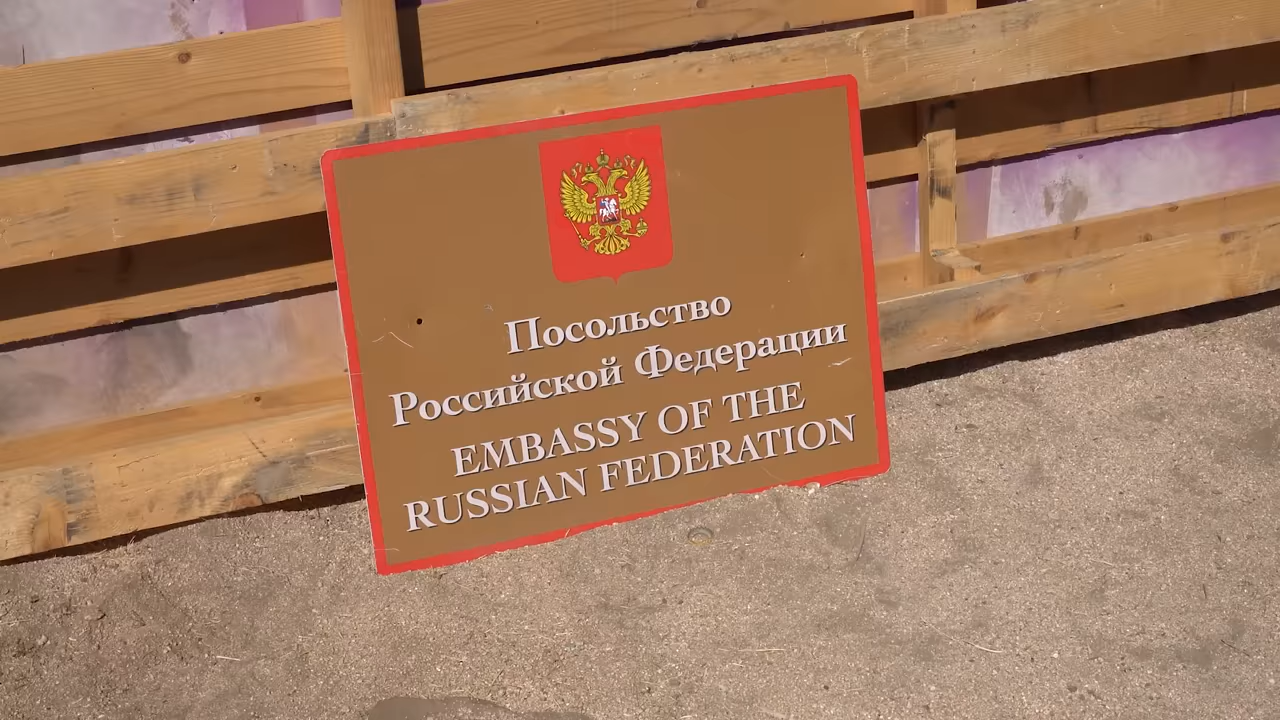 Посольство
Российской Федерации
EMBASSY OF THE
RUSSIAN FEDERATION